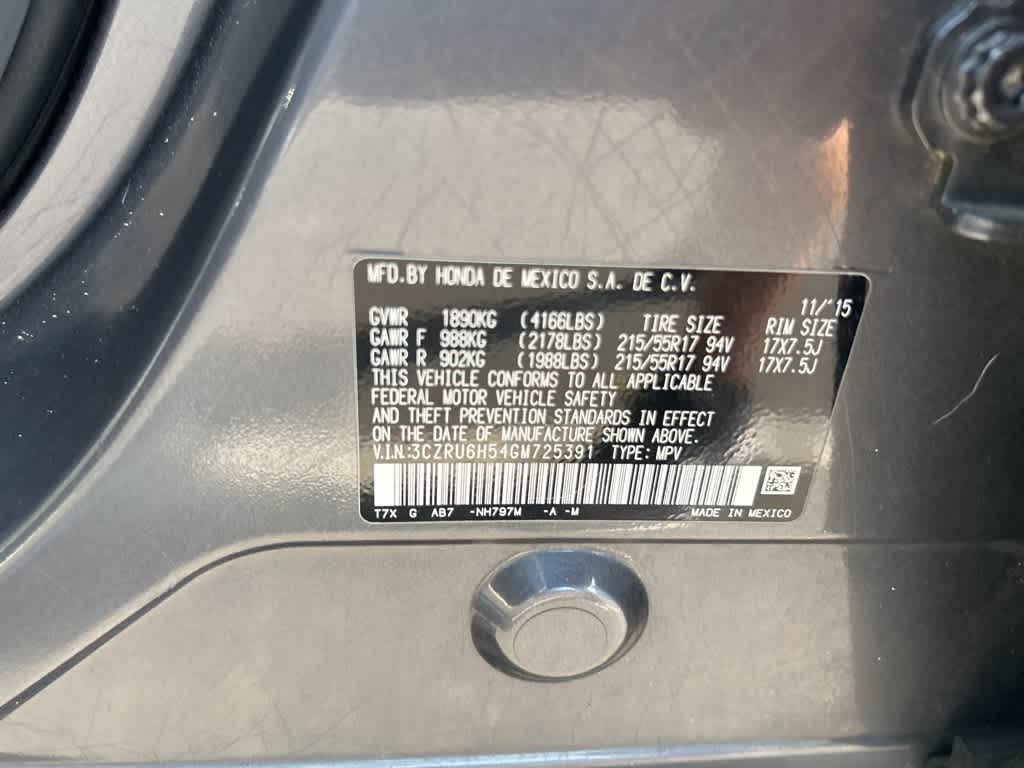 MFD.BY HONDA DE MEXICO S.A. DE C.V.
11/'15
GVWR 1890KG (4166LBS) TIRE SIZE RIM SIZE
GAWR F 988KG (2178LBS) 215/55R17 94V 17X7.5J
GAWR R 902KG (1988LBS) 215/55R17 94V 17X7.5J
THIS VEHICLE CONFORMS TO ALL APPLICABLE
FEDERAL MOTOR VEHICLE SAFETY
AND THEFT PREVENTION STANDARDS IN EFFECT
ON THE DATE OF MANUFACTURE SHOWN ABOVE.
V.I.N.:3CZRU6H54GM725391 TYPE: MPV
T7X G AB7 -NH797M -A -M MADE IN MEXICO